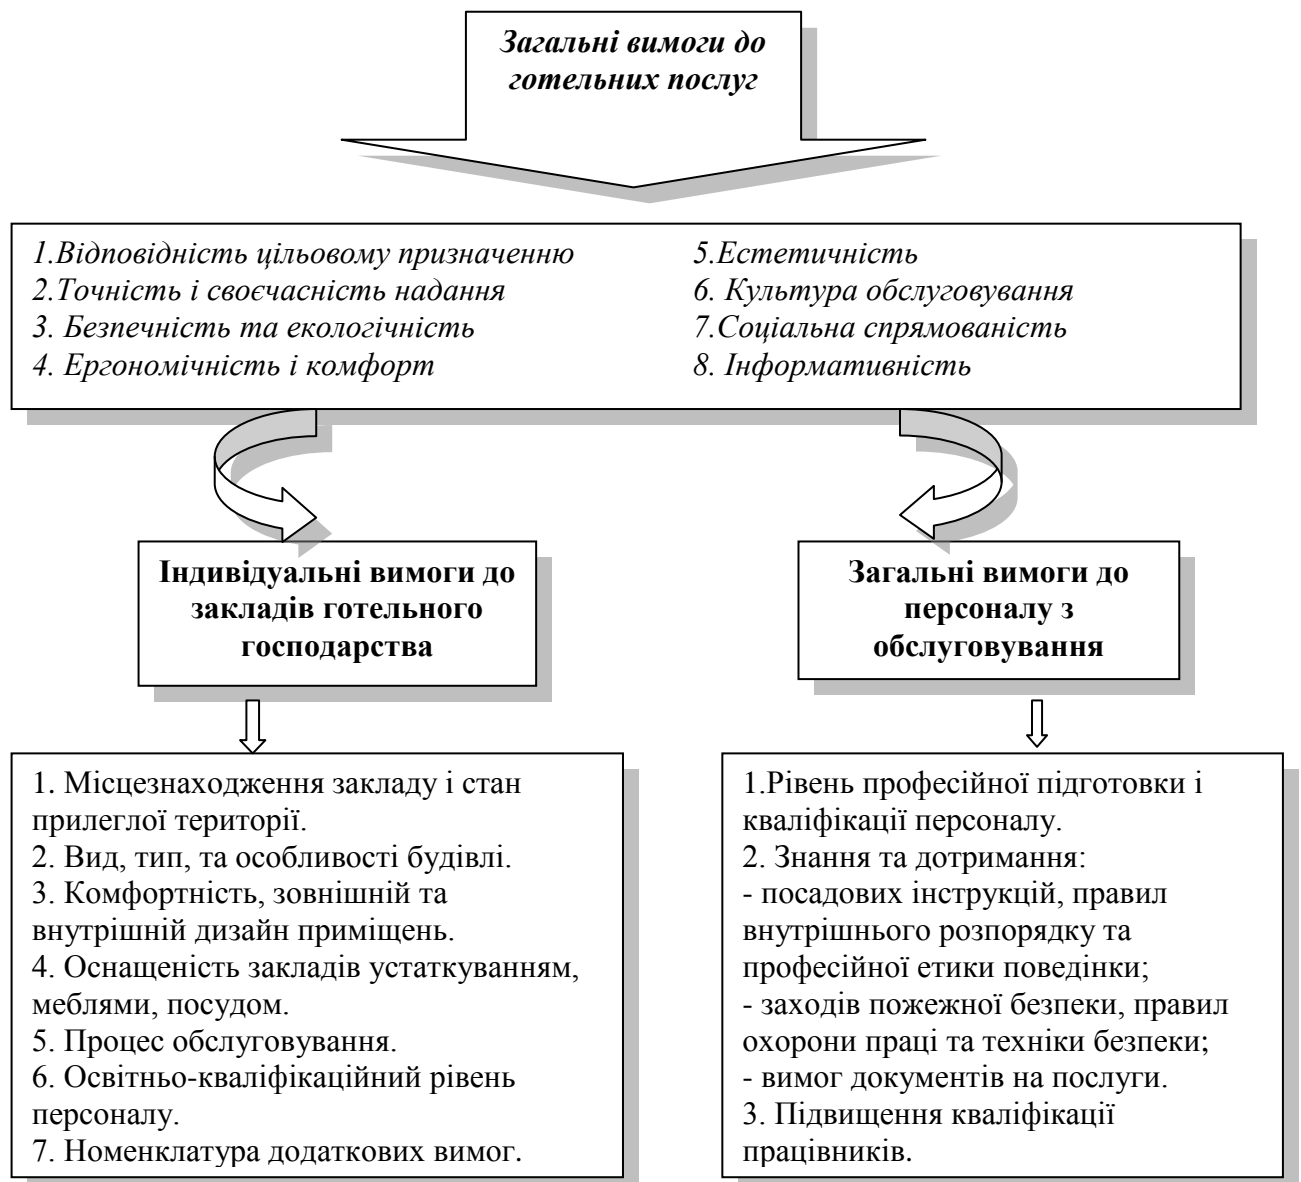 Загальні вимоги до
готельних послуг
1.Відповідність цільовому призначенню
2.Точність і своєчасність надання
3. Безпечність та екологічність
4. Ергономічність і комфорт
5.Естетичність
6. Культура обслуговування
7.Соціальна спрямованість
8. Інформативність
Індивідуальні вимоги до
закладів готельного
господарства
Загальні вимоги до
персоналу з
обслуговування
1. Місцезнаходження закладу і стан
прилеглої території.
2. Вид, тип, та особливості будівлі.
3. Комфортність, зовнішній та
внутрішній дизайн приміщень.
4. Оснащеність закладів устаткуванням,
меблями, посудом.
5. Процес обслуговування.
6. Освітньо-кваліфікаційний рівень
персоналу.
7. Номенклатура додаткових вимог.
1.Рівень професійної підготовки і
кваліфікації персоналу.
2. Знання та дотримання:
- посадових інструкцій, правил
внутрішнього розпорядку та
професійної етики поведінки;
- заходів пожежної безпеки, правил
охорони праці та техніки безпеки;
- вимог документів на послуги.
3. Підвищення кваліфікації
працівників.